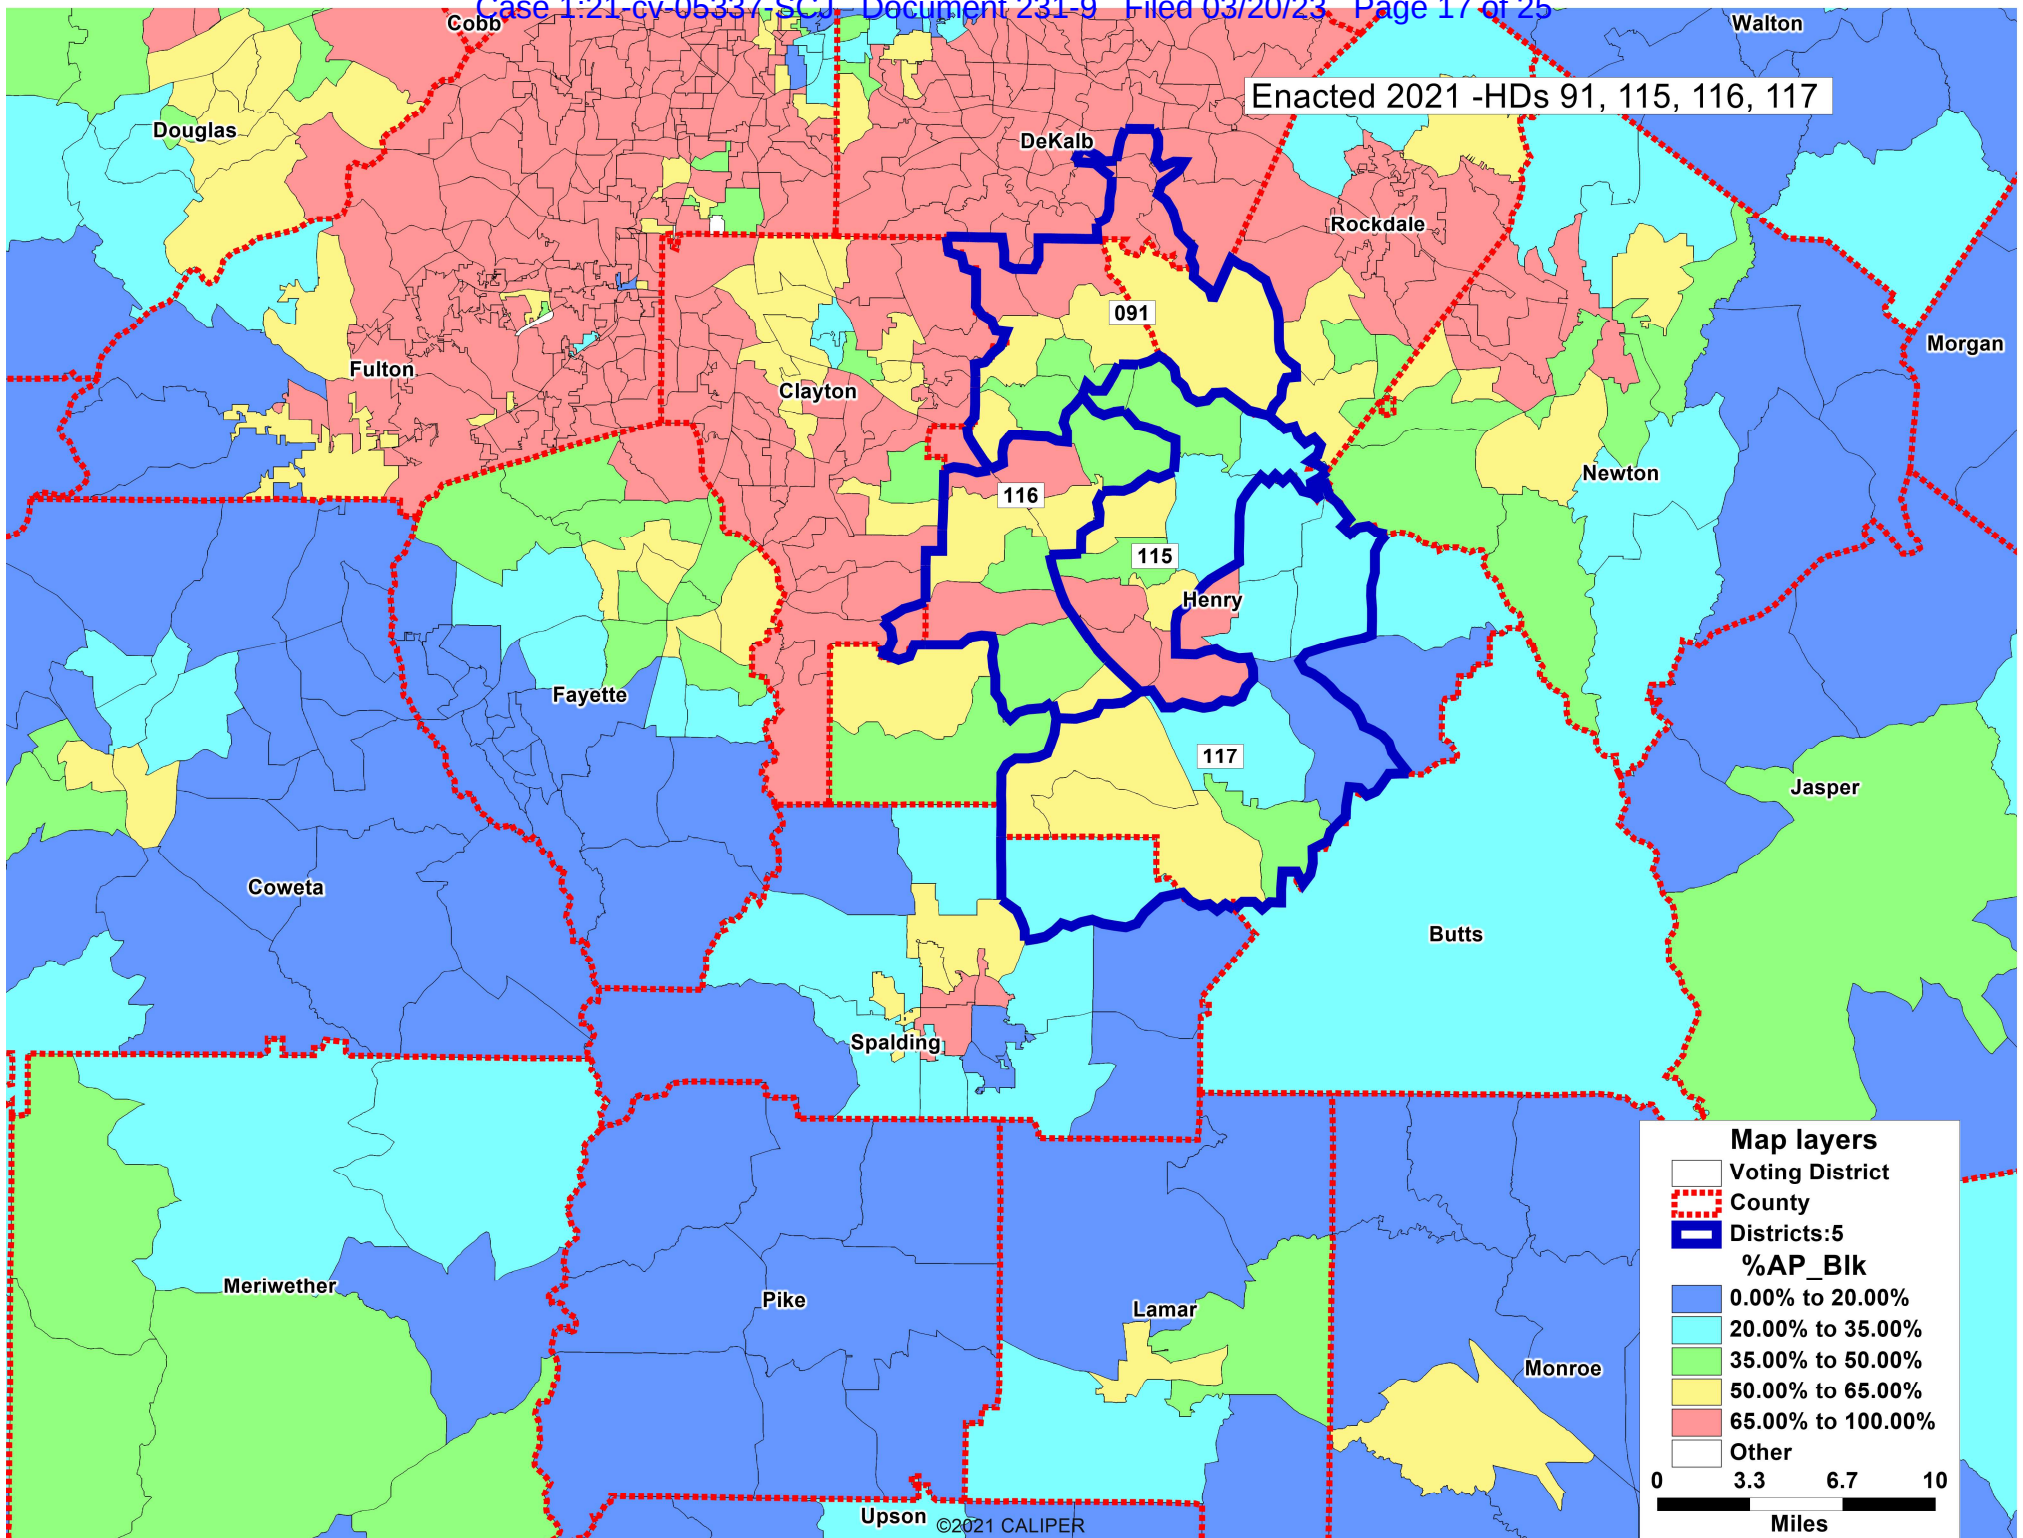 Case 1:21-cv-05337-SCJ Document 231-9 Filed 03/20/23 Page 17 of 25
Cobb
Walton
Enacted 2021 -HDs 91, 115, 116, 117
Douglas
DeKalb
Rockdale
091
Morgan
Fulton
Clayton
Newton
116
115
Henry
Fayette
117
Jasper
Coweta
Butts
Spalding
Meriwether
Pike
Lamar
Monroe
Upson
©2021 CALIPER
Map layers
Voting District
County
Districts:5
%AP_Blk
0.00% to 20.00%
20.00% to 35.00%
35.00% to 50.00%
50.00% to 65.00%
65.00% to 100.00%
Other
0 3.3 6.7 10
Miles